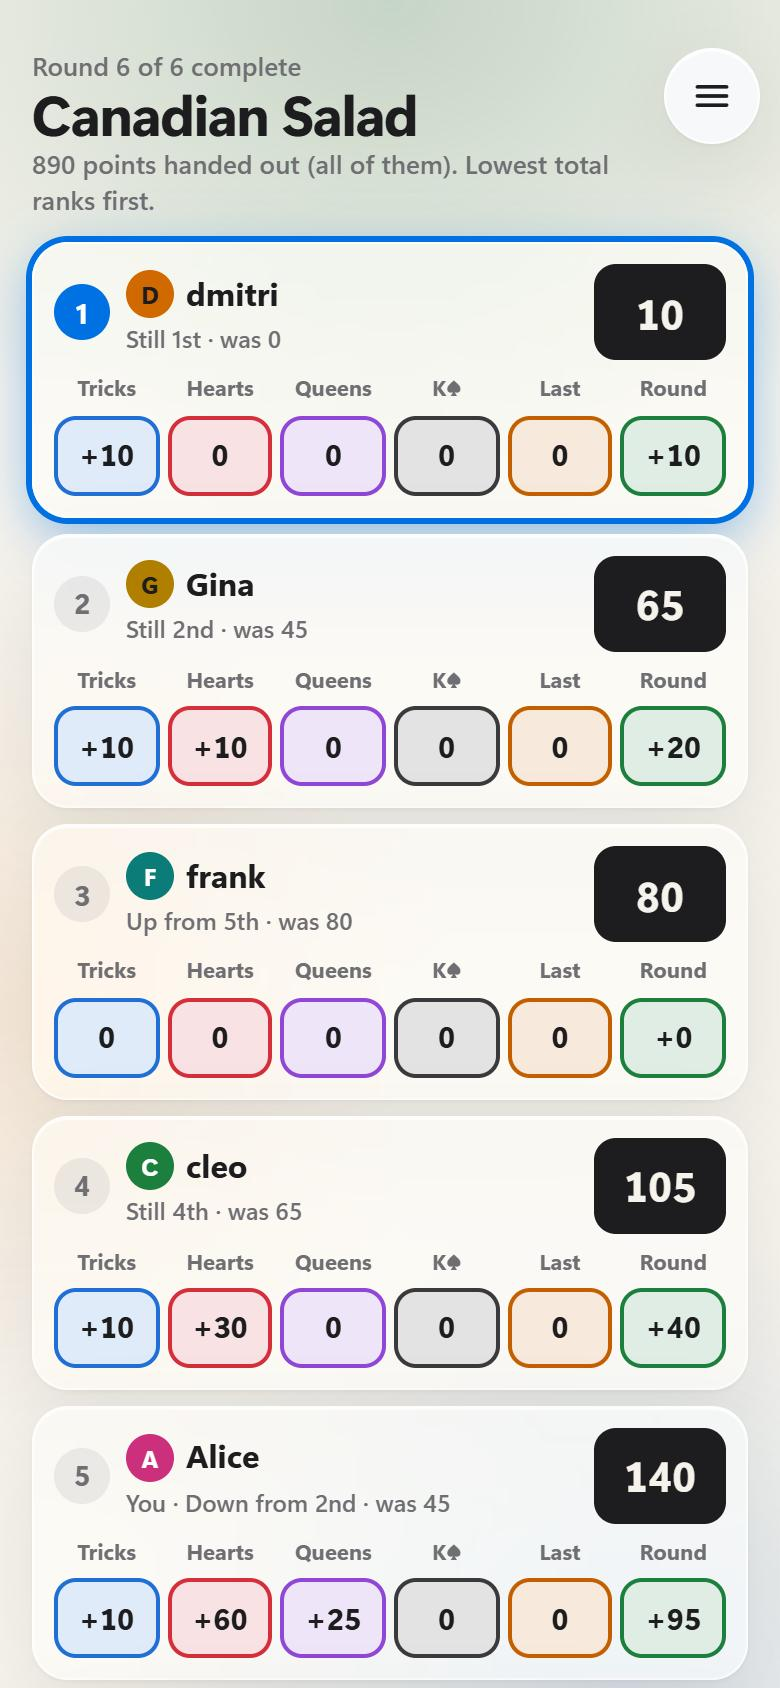 Round 6 of 6 complete
Canadian Salad
890 points handed out (all of them). Lowest total
ranks first.
1 D dmitri 10
Still 1st · was 0
Tricks Hearts Queens K♠ Last Round
+10 0 0 0 0 +10
2 G Gina 65
Still 2nd · was 45
Tricks Hearts Queens K♠ Last Round
+10 +10 0 0 0 +20
3 F frank 80
Up from 5th · was 80
Tricks Hearts Queens K♠ Last Round
0 0 0 0 0 +0
4 C cleo 105
Still 4th · was 65
Tricks Hearts Queens K♠ Last Round
+10 +30 0 0 0 +40
5 A Alice 140
You · Down from 2nd · was 45
Tricks Hearts Queens K♠ Last Round
+10 +60 +25 0 0 +95